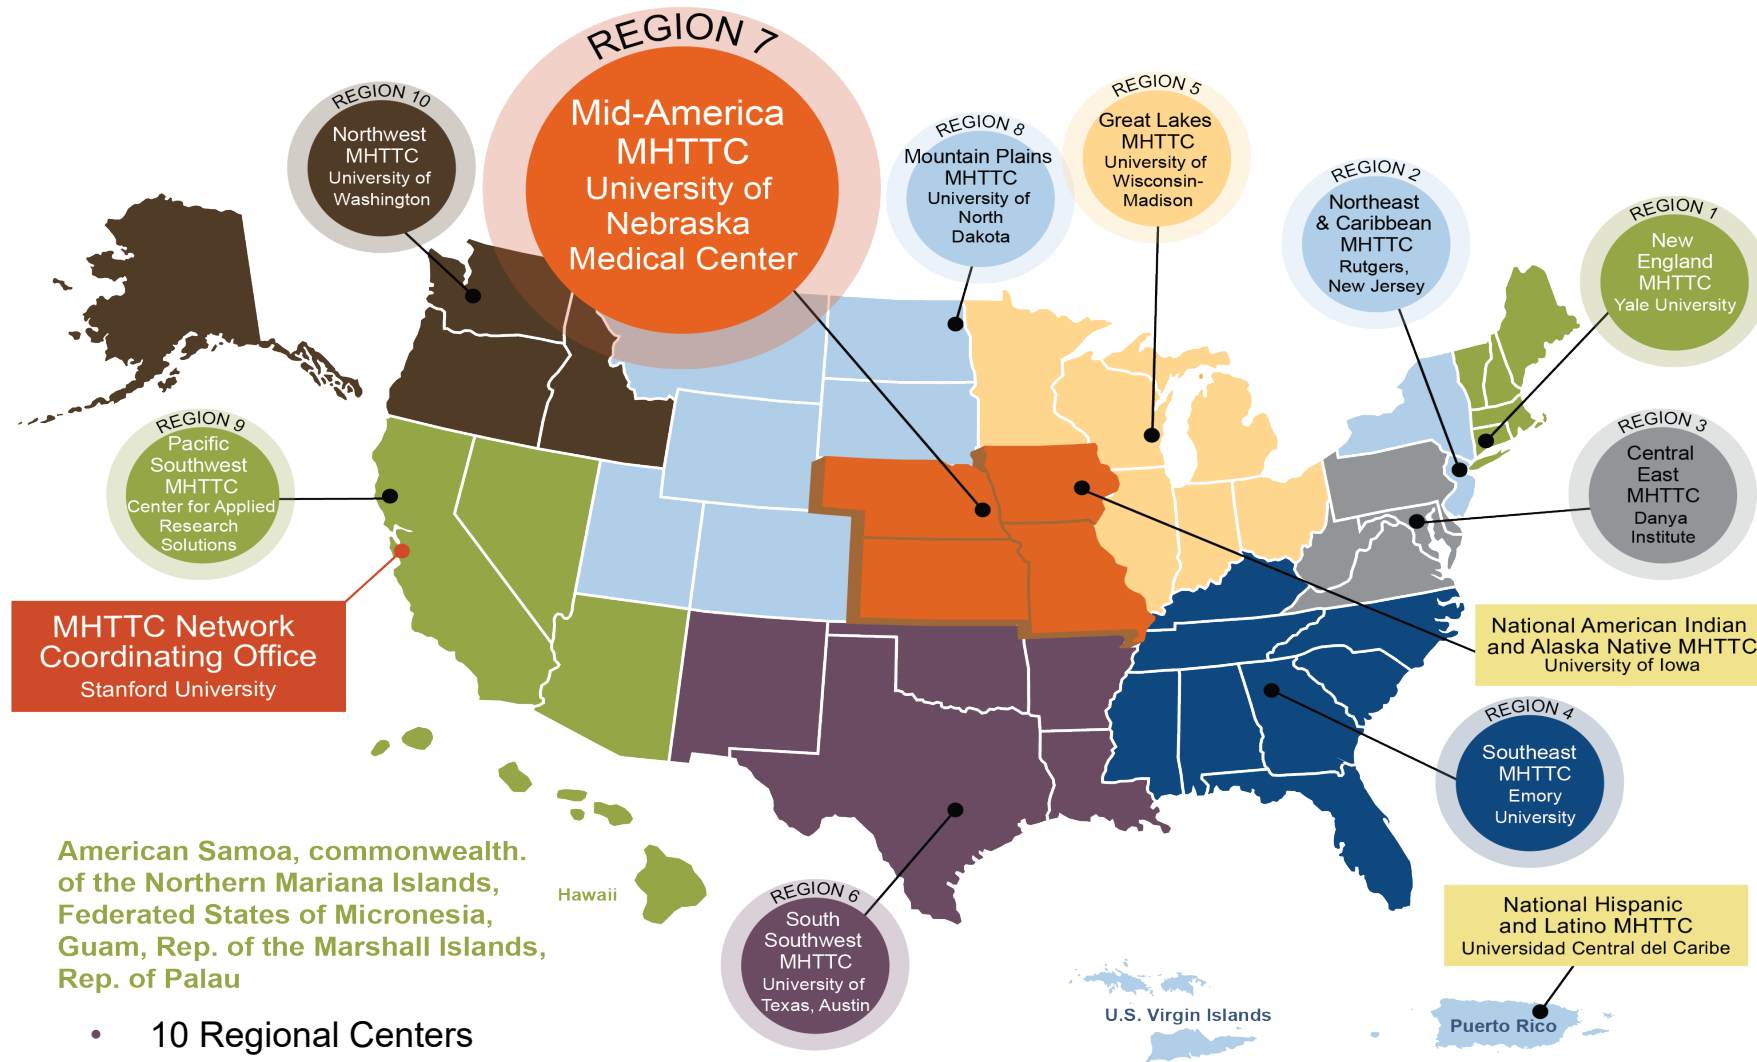 REGION 7
Mid-America
MHTTC
University of
Nebraska
Medical Center
REGION 10
Northwest
MHTTC
University of
Washington
REGION 8
Mountain Plains
MHTTC
University of
North
Dakota
REGION 5
Great Lakes
MHTTC
University of
Wisconsin-
Madison
REGION 2
Northeast
& Caribbean
MHTTC
Rutgers,
New Jersey
REGION 1
New
England
MHTTC
Yale University
REGION 9
Pacific
Southwest
MHTTC
Center for Applied
Research
Solutions
REGION 3
Central
East
MHTTC
Danya
Institute
MHTTC Network
Coordinating Office
Stanford University
National American Indian
and Alaska Native MHTTC
University of Iowa
REGION 4
Southeast
MHTTC
Emory
University
American Samoa, commonwealth.
of the Northern Mariana Islands,
Federated States of Micronesia,
Guam, Rep. of the Marshall Islands,
Rep. of Palau
Hawaii
REGION 6
South
Southwest
MHTTC
University of
Texas, Austin
National Hispanic
and Latino MHTTC
Universidad Central del Caribe
U.S. Virgin Islands
Puerto Rico
• 10 Regional Centers